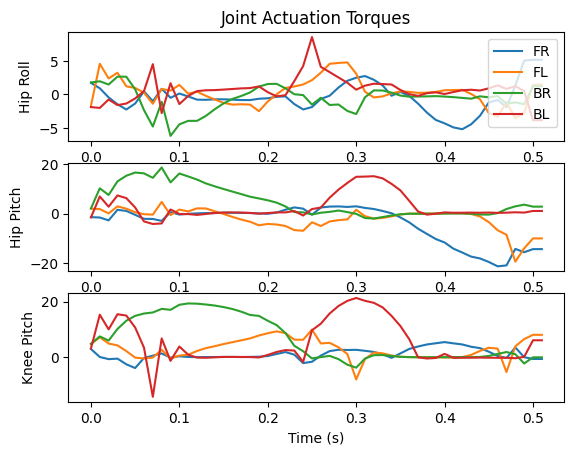 Joint Actuation Torques
Hip Roll
5
0
−5
FR
FL
BR
BL
0.0 0.1 0.2 0.3 0.4 0.5
Hip Pitch
20
0
−20
0.0 0.1 0.2 0.3 0.4 0.5
Knee Pitch
20
0
0.0 0.1 0.2 0.3 0.4 0.5
Time (s)